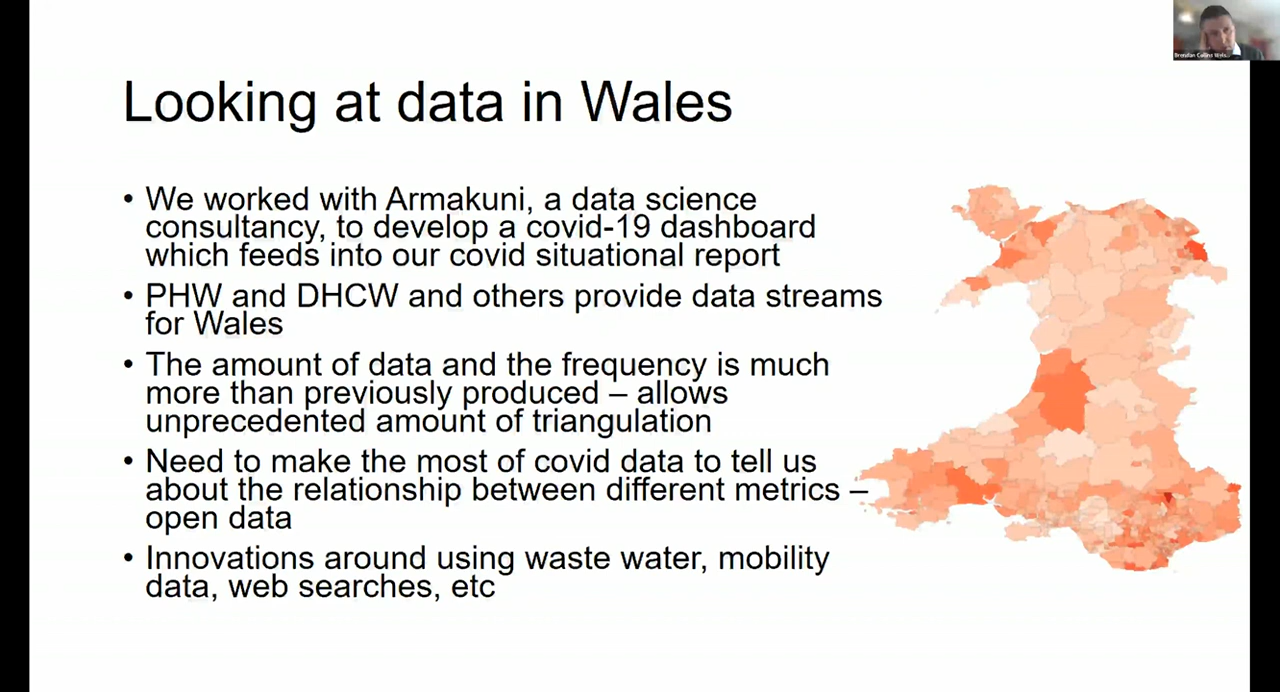 Brendan Collins Wyls...
Looking at data in Wales
• We worked with Armakuni, a data science
consultancy, to develop a covid-19 dashboard
which feeds into our covid situational report
• PHW and DHCW and others provide data streams
for Wales
• The amount of data and the frequency is much
more than previously produced – allows
unprecedented amount of triangulation
• Need to make the most of covid data to tell us
about the relationship between different metrics –
open data
• Innovations around using waste water, mobility
data, web searches, etc